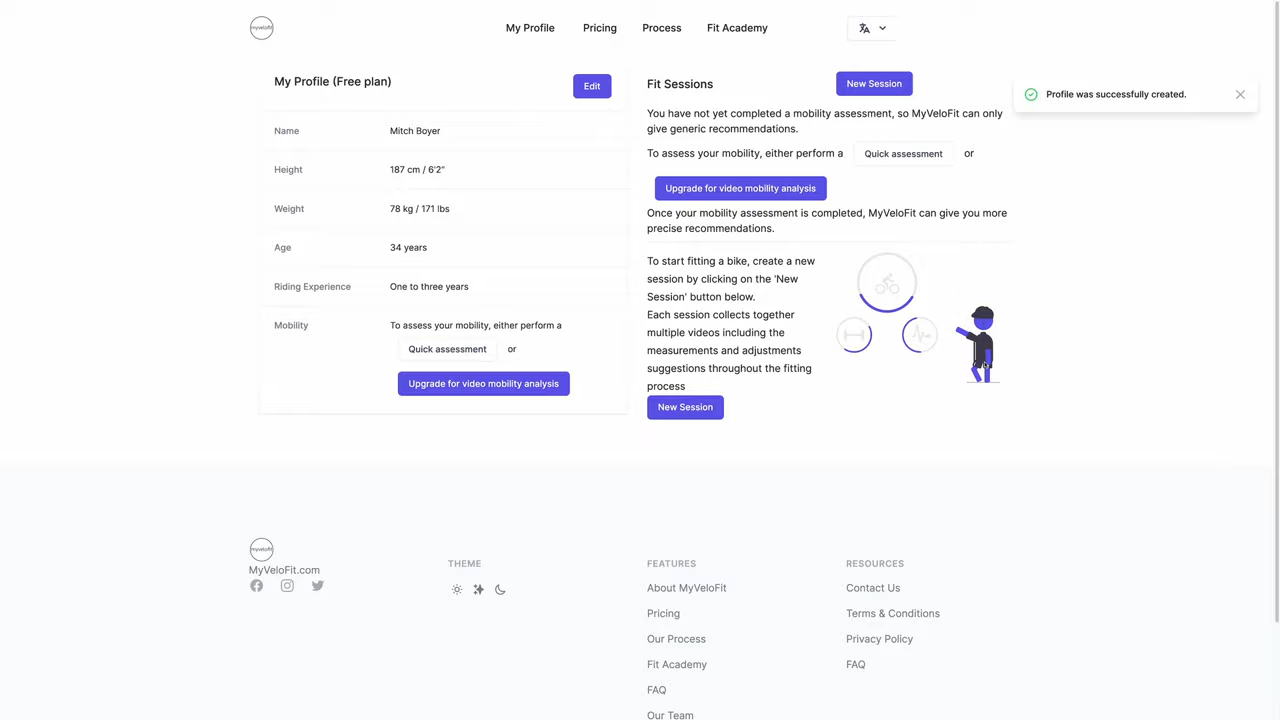 myvelofit
My Profile
Pricing
Process
Fit Academy
My Profile (Free plan)
Edit
Name
Mitch Boyer
Height
187 cm / 6'2"
Weight
78 kg / 171 lbs
Age
34 years
Riding Experience
One to three years
Mobility
To assess your mobility, either perform a
Quick assessment or
Upgrade for video mobility analysis
Fit Sessions
New Session
Profile was successfully created.
You have not yet completed a mobility assessment, so MyVeloFit can only
give generic recommendations.
To assess your mobility, either perform a Quick assessment or
Upgrade for video mobility analysis
Once your mobility assessment is completed, MyVeloFit can give you more
precise recommendations.
To start fitting a bike, create a new
session by clicking on the 'New
Session' button below.
Each session collects together
multiple videos including the
measurements and adjustments
suggestions throughout the fitting
process
New Session
myvelofit
MyVeloFit.com
THEME
FEATURES
About MyVeloFit
Pricing
Our Process
Fit Academy
FAQ
Our Team
RESOURCES
Contact Us
Terms & Conditions
Privacy Policy
FAQ